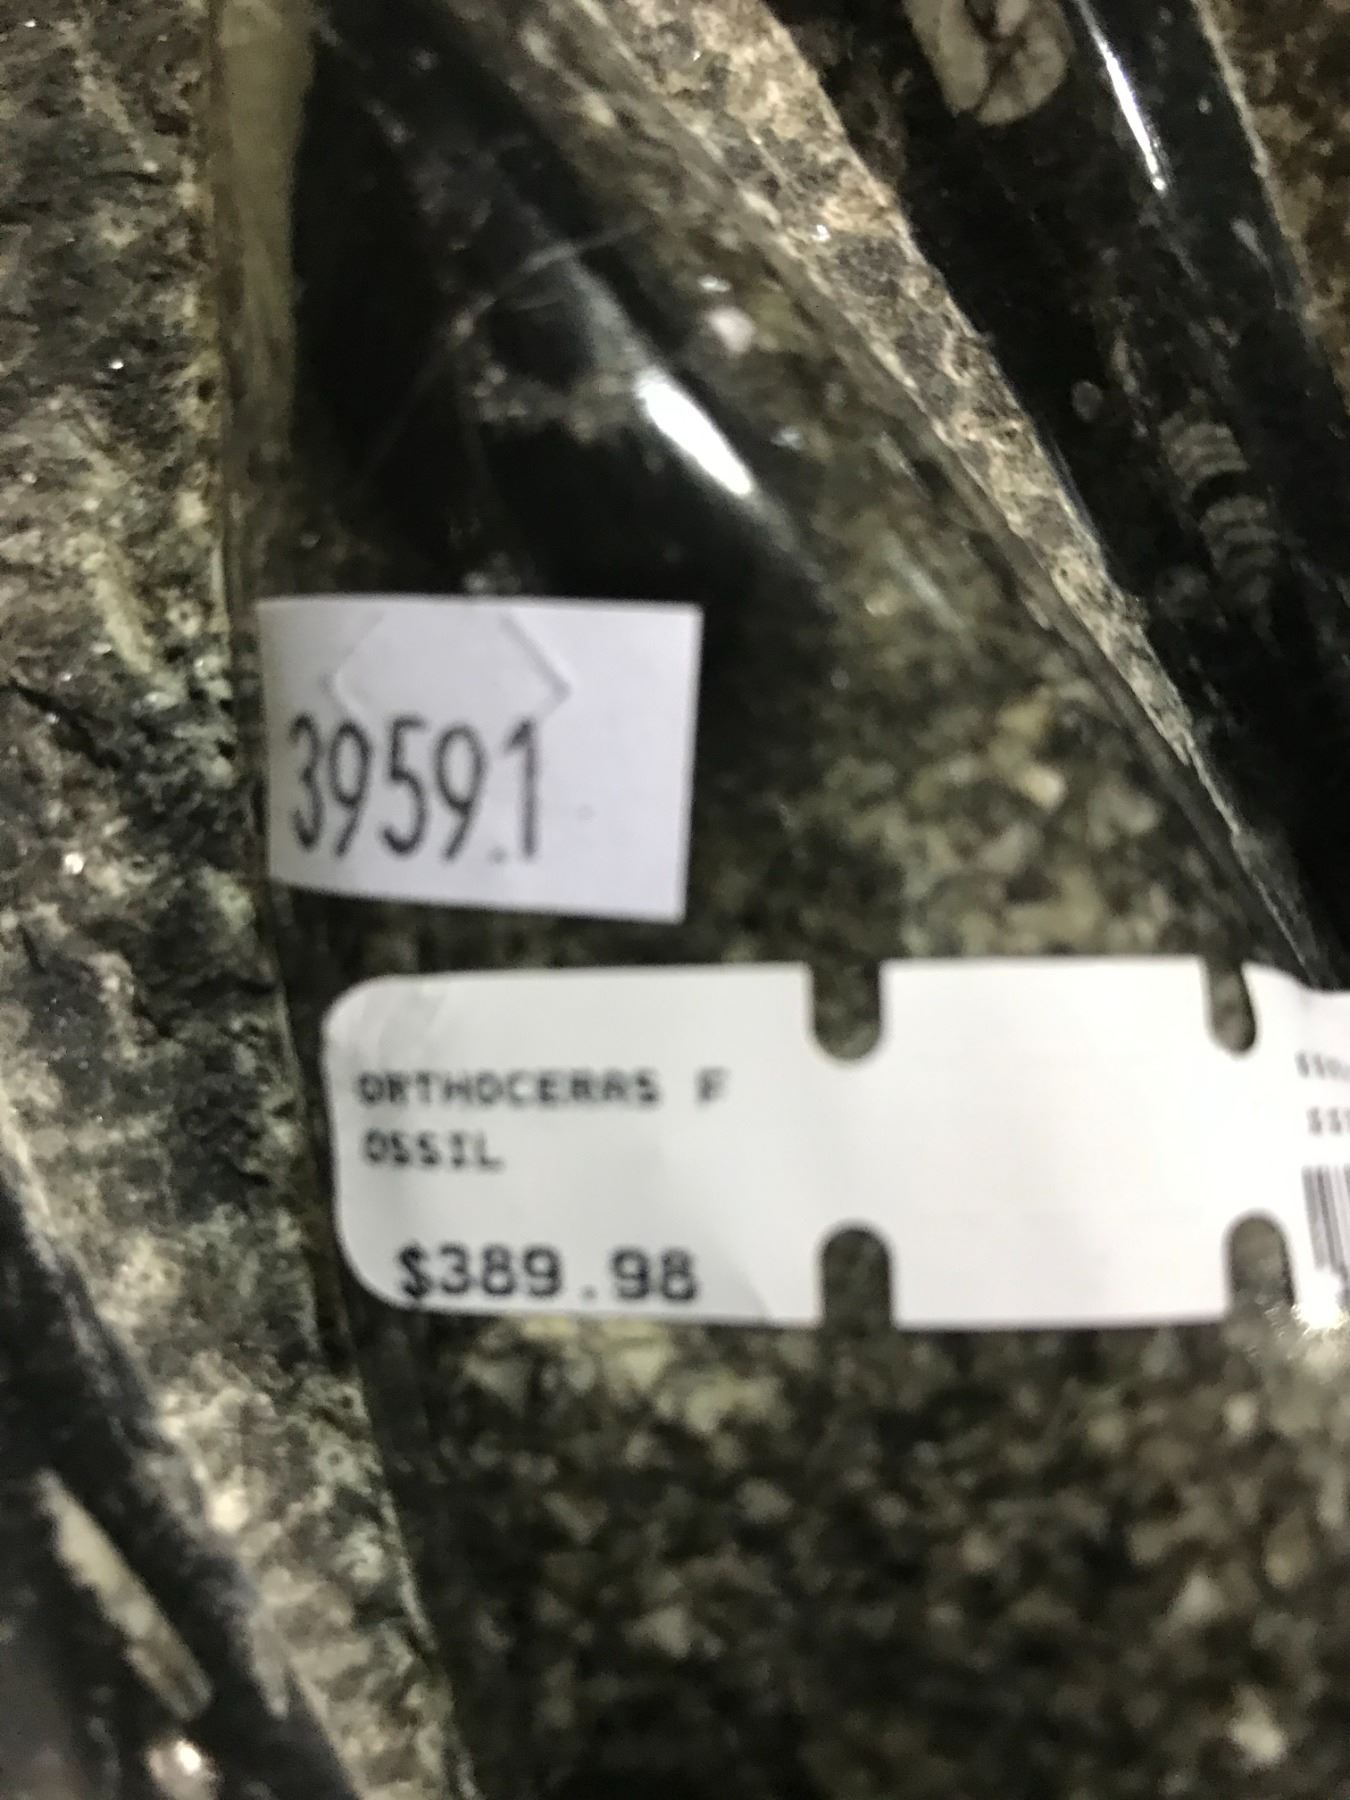 39591
ORTHOCERAS F
OSSIL
$389.98